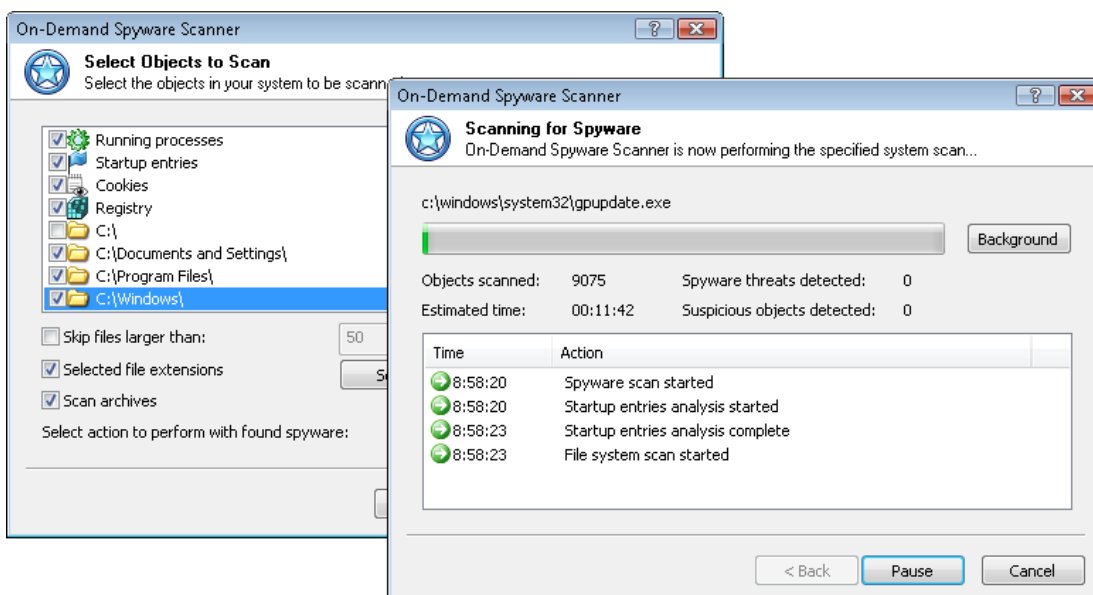 On-Demand Spyware Scanner
Select Objects to Scan
Select the objects in your system to be
Running processes
Startup entries
Cookies
Registry
C:\
C:\Documents and Settings\
C:\Program Files\
C:\Windows\
Skip files larger than:
50
Selected file extensions
Scan archives
Select action to perform with found spyware:
On-Demand Spyware Scanner
Scanning for Spyware
On-Demand Spyware Scanner is now performing the specified system scan...
c:\windows\system32\gpupdate.exe
Background
Objects scanned: 9075 Spyware threats detected: 0
Estimated time: 00:11:42 Suspicious objects detected: 0
Time Action
8:58:20 Spyware scan started
8:58:20 Startup entries analysis started
8:58:23 Startup entries analysis complete
8:58:23 File system scan started
< Back Pause Cancel